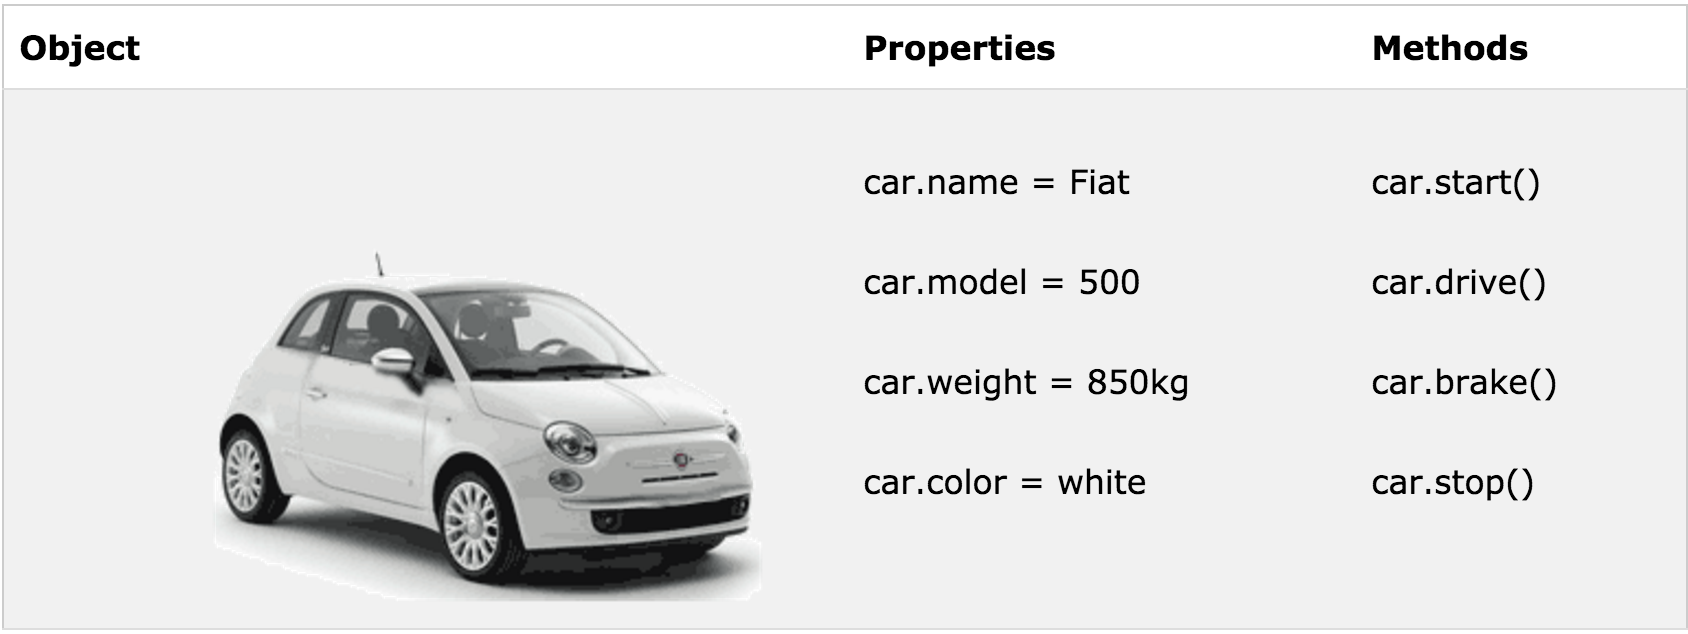 Object Properties Methods
car.name = Fiat car.start()
car.model = 500 car.drive()
car.weight = 850kg car.brake()
car.color = white car.stop()